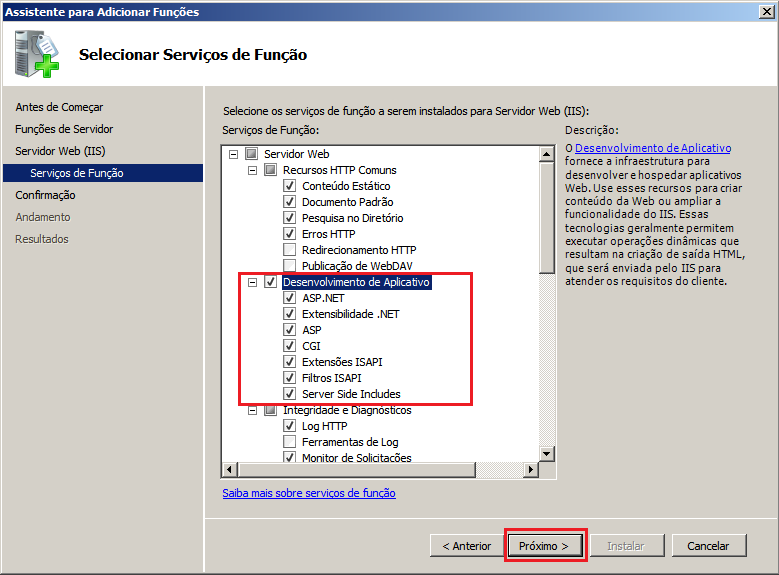 Assistente para Adicionar Funções
Selecionar Serviços de Função
Antes de Começar
Funções de Servidor
Servidor Web (IIS)
Serviços de Função
Confirmação
Andamento
Resultados
Selecione os serviços de função a serem instalados para Servidor Web (IIS):
Serviços de Função:
Servidor Web
Recursos HTTP Comuns
Conteúdo Estático
Documento Padrão
Pesquisa no Diretório
Erros HTTP
Redirecionamento HTTP
Publicação de WebDAV
Desenvolvimento de Aplicativo
ASP.NET
Extensibilidade .NET
ASP
CGI
Extensões ISAPI
Filtros ISAPI
Server Side Includes
Integridade e Diagnósticos
Log HTTP
Ferramentas de Log
Monitor de Solicitações
Saiba mais sobre serviços de função
Descrição:
O Desenvolvimento de Aplicativo
fornece a infraestrutura para
desenvolver e hospedar aplicativos
Web. Use esses recursos para criar
conteúdo da Web ou ampliar a
funcionalidade do IIS. Essas
tecnologias geralmente permitem
executar operações dinâmicas que
resultam na criação de saída HTML,
que será enviada pelo IIS para
atender os requisitos do cliente.
< Anterior
Próximo >
Instalar
Cancelar